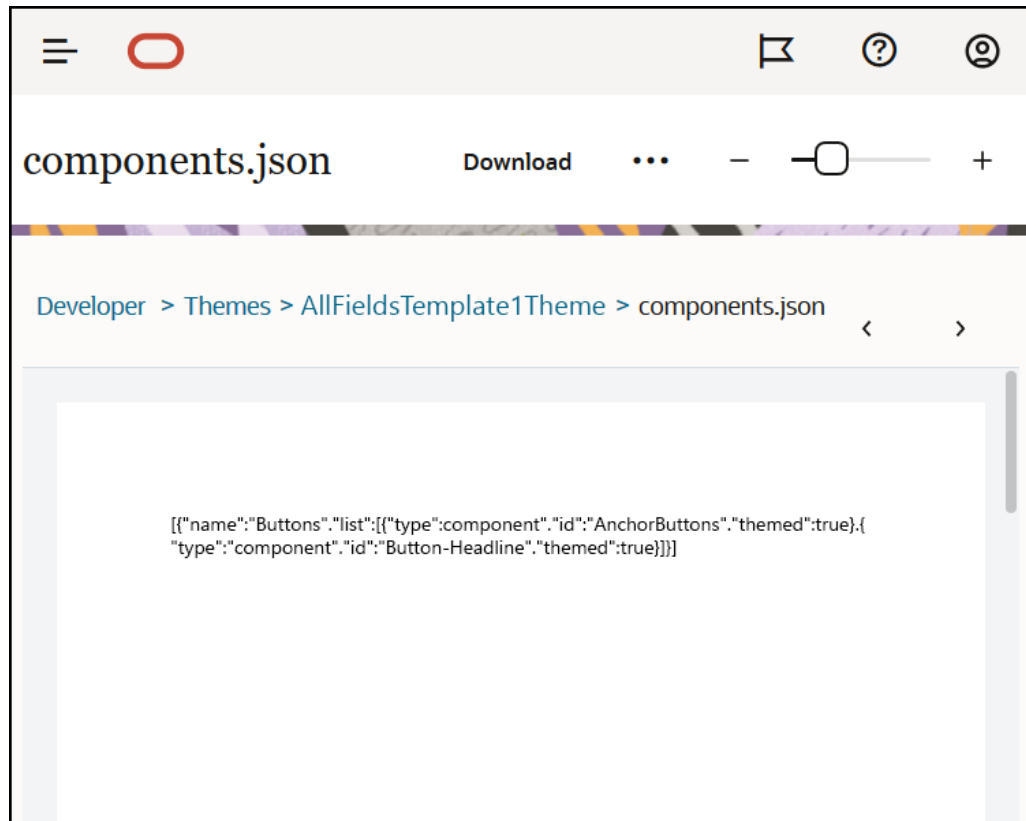 components.json
Download
Developer > Themes > AllFieldsTemplate1Theme > components.json
[{"name":"Buttons"."list":[{"type":component"."id":"AnchorButtons"."themed":true}.{
"type":"component"."id":"Button-Headline"."themed":true}]}]